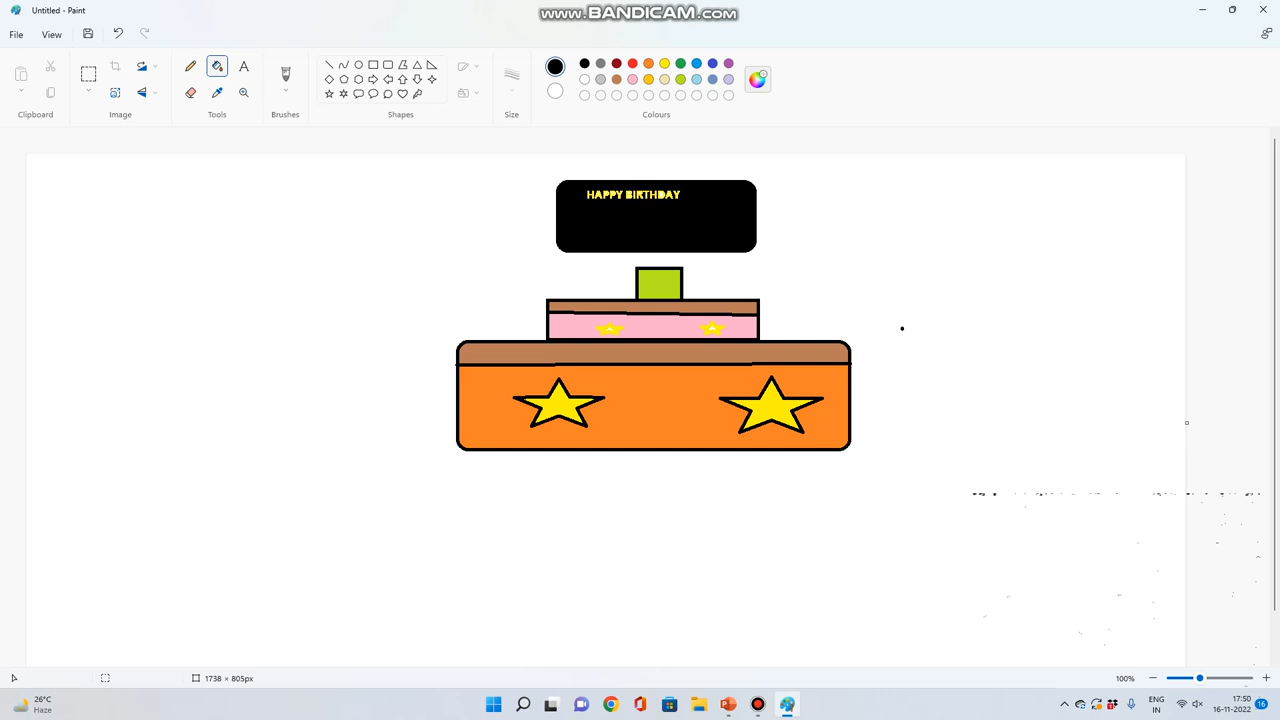 Untitled - Paint
www.BANDICAM.com
File
View
Clipboard
Image
Tools
Brushes
Shapes
Size
Colours
HAPPY BIRTHDAY
1738 × 805px
100%
26°C
Haze
ENG
IN
17:50
16-11-2022
16